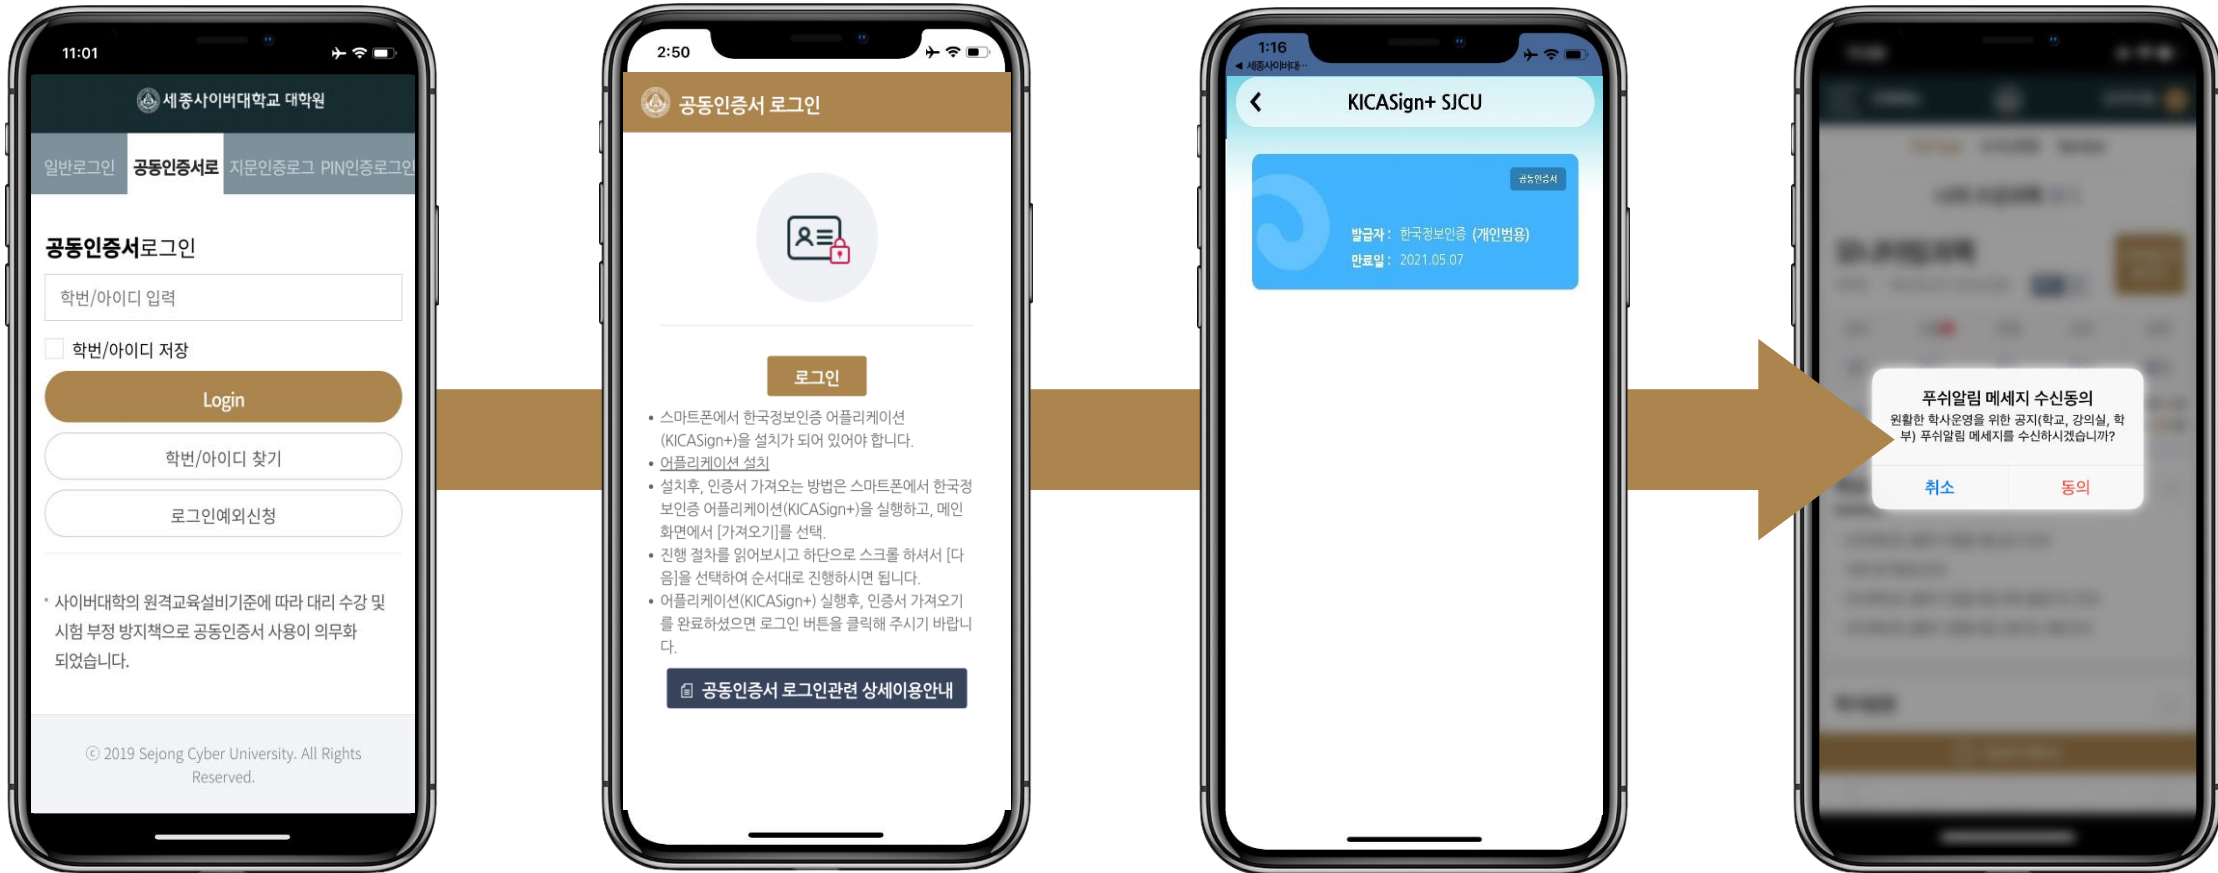 11:01
세종사이버대학교 대학원
일반로그인
공동인증서로
지문인증로그
PIN인증로그인
공동인증서로그인
학번/아이디 입력
학번/아이디 저장
Login
학번/아이디 찾기
로그인예외신청
• 사이버대학의 원격교육설비기준에 따라 대리 수강 및
시험 부정 방지책으로 공동인증서 사용이 의무화
되었습니다.
ⓒ 2019 Sejong Cyber University. All Rights
Reserved.
2:50
공동인증서 로그인
로그인
• 스마트폰에서 한국정보인증 어플리케이션
(KICASign+)을 설치가 되어 있어야 합니다.
• 어플리케이션 설치
• 설치후, 인증서 가져오는 방법은 스마트폰에서 한국정
보인증 어플리케이션(KICASign+)을 실행하고, 메인
화면에서 [가져오기]를 선택.
• 진행 절차를 읽어보시고 하단으로 스크롤 하셔서 [다
음]을 선택하여 순서대로 진행하시면 됩니다.
• 어플리케이션(KICASign+) 실행후, 인증서 가져오기
를 완료하셨으면 로그인 버튼을 클릭해 주시기 바랍니
다.
공동인증서 로그인관련 상세이용안내
1:16
◀ 세종사이버대…
KICASign+ SJCU
공동인증서
발급자 : 한국정보인증 (개인범용)
만료일 : 2021.05.07
푸쉬알림 메세지 수신동의
원활한 학사운영을 위한 공지(학교, 강의실, 학
부) 푸쉬알림 메세지를 수신하시겠습니까?
취소
동의